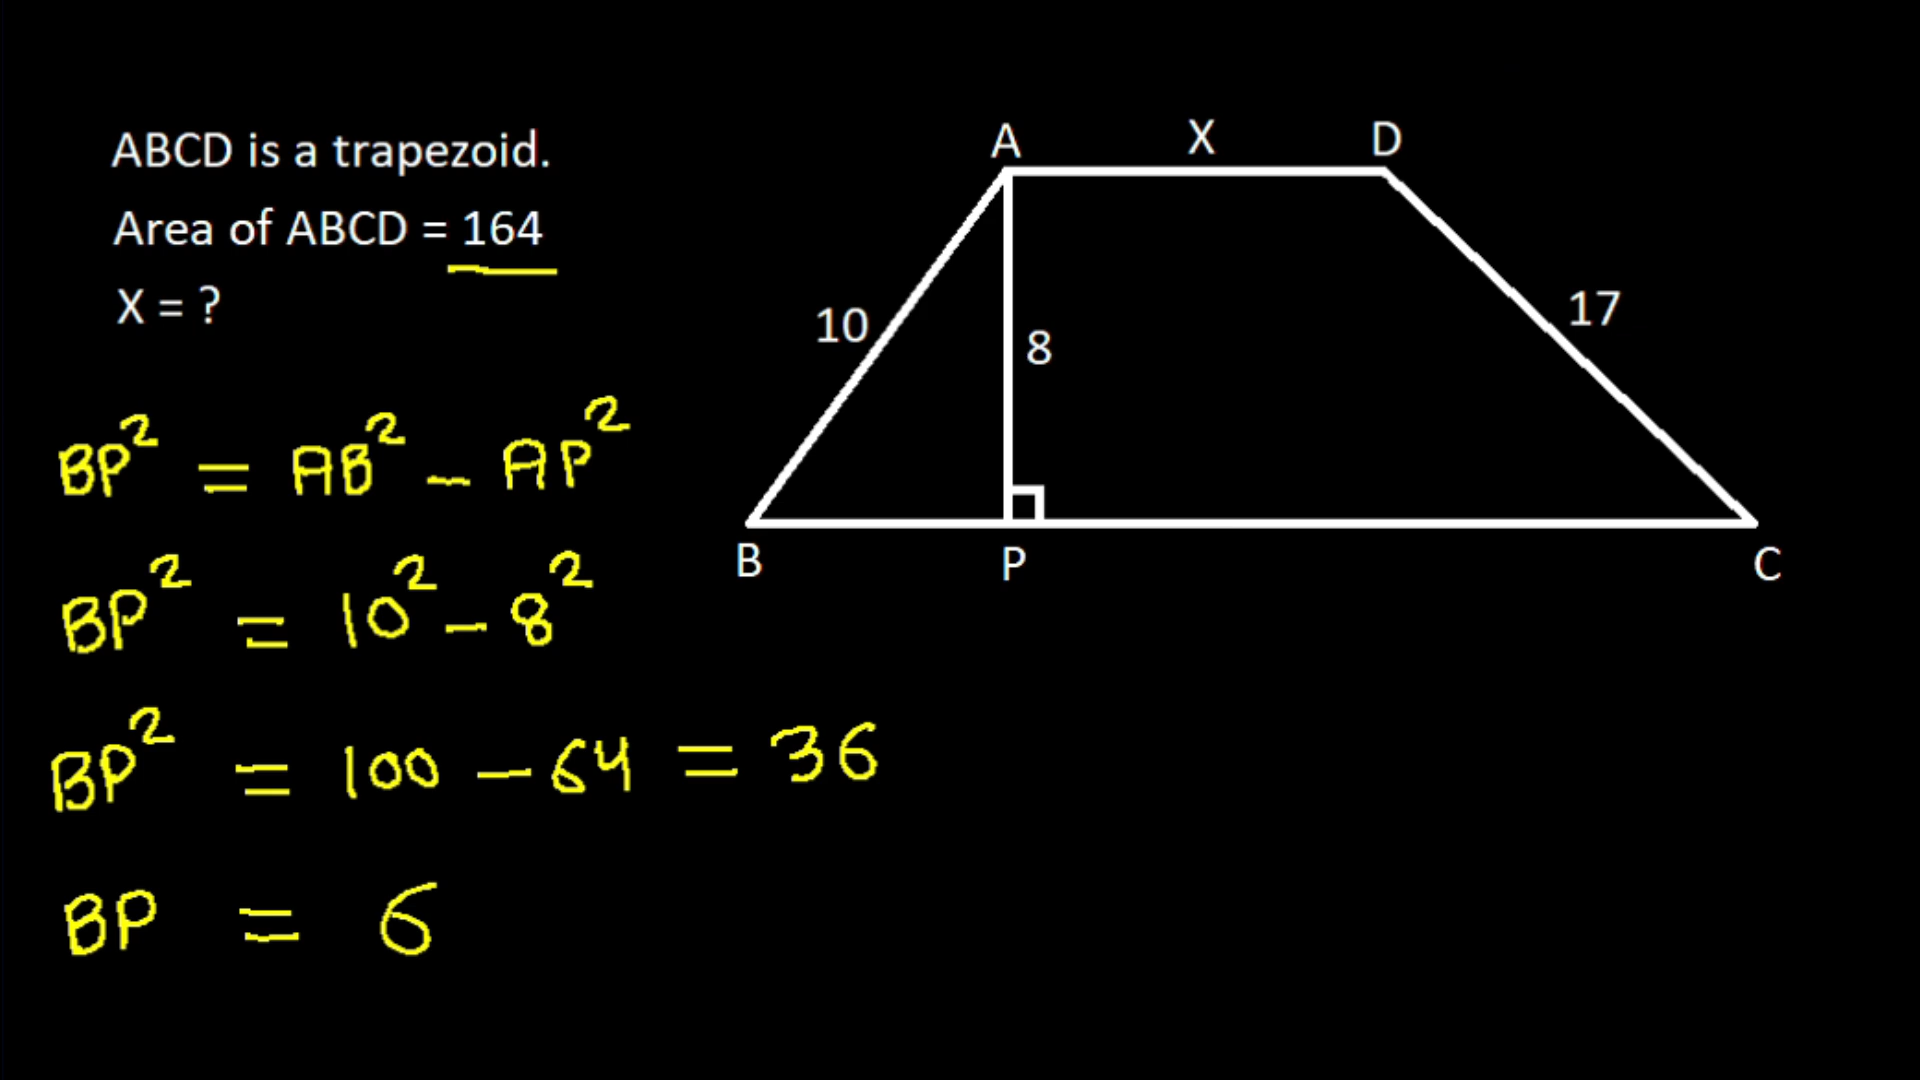 ABCD is a trapezoid.
Area of ABCD = 164
X = ?
A X D
10
8
17
B P C
BP² = AB² - AP²
BP² = 10² - 8²
BP² = 100 - 64 = 36
BP = 6